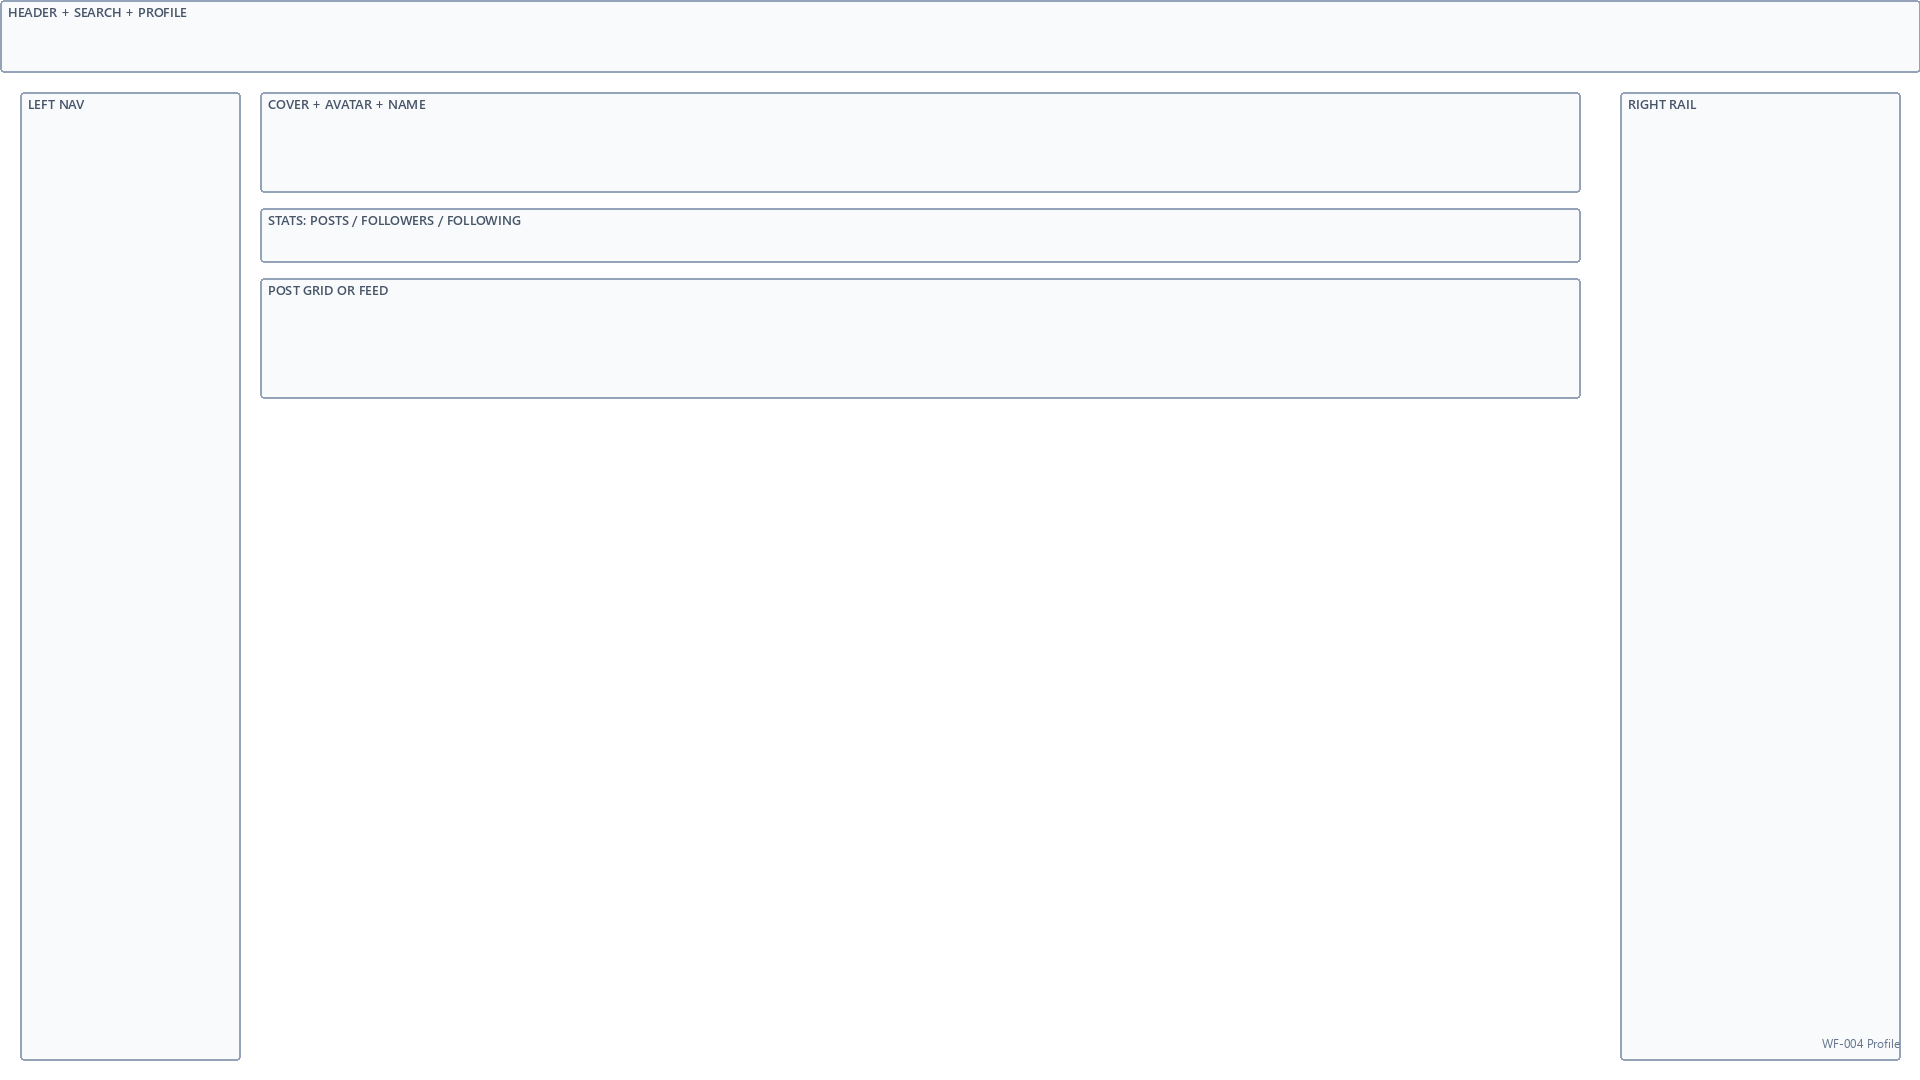 HEADER + SEARCH + PROFILE
LEFT NAV
COVER + AVATAR + NAME
RIGHT RAIL
STATS: POSTS / FOLLOWERS / FOLLOWING
POST GRID OR FEED
WF-004 Profile